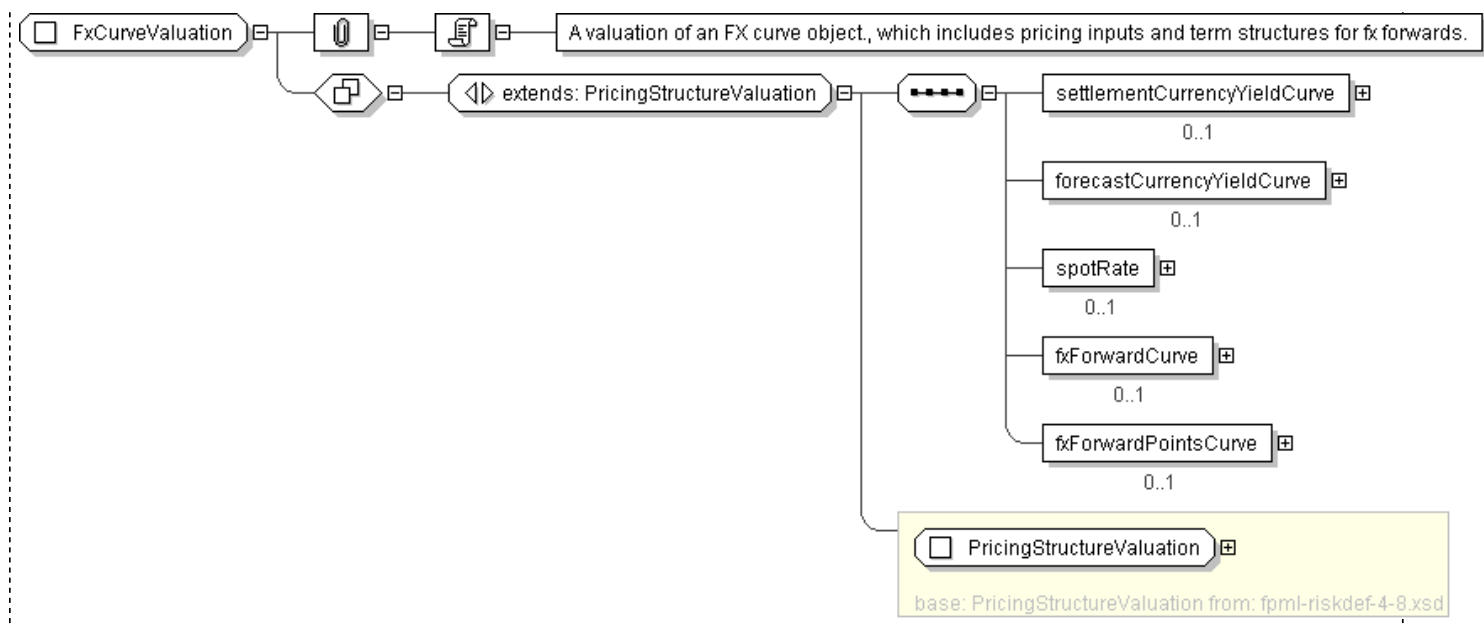 FxCurveValuation
A valuation of an FX curve object., which includes pricing inputs and term structures for fx forwards.
extends: PricingStructureValuation
settlementCurrencyYieldCurve
0..1
forecastCurrencyYieldCurve
0..1
spotRate
0..1
fxForwardCurve
0..1
fxForwardPointsCurve
0..1
PricingStructureValuation
base: PricingStructureValuation from: fpml-riskdef-4-8.xsd